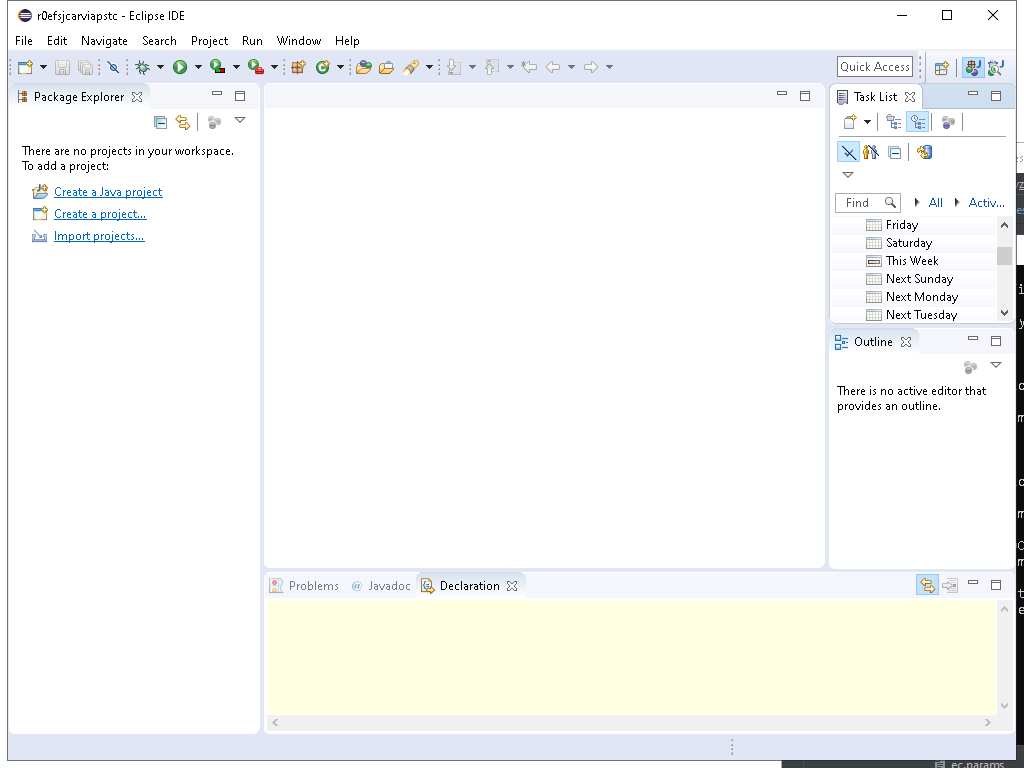 r0efsjcarviapstc - Eclipse IDE
File Edit Navigate Search Project Run Window Help
Quick Access
Package Explorer
There are no projects in your workspace.
To add a project:
Create a Java project
Create a project...
Import projects...
Task List
Find All Activ...
Friday
Saturday
This Week
Next Sunday
Next Monday
Next Tuesday
Outline
There is no active editor that
provides an outline.
Problems @ Javadoc Declaration
ec.params